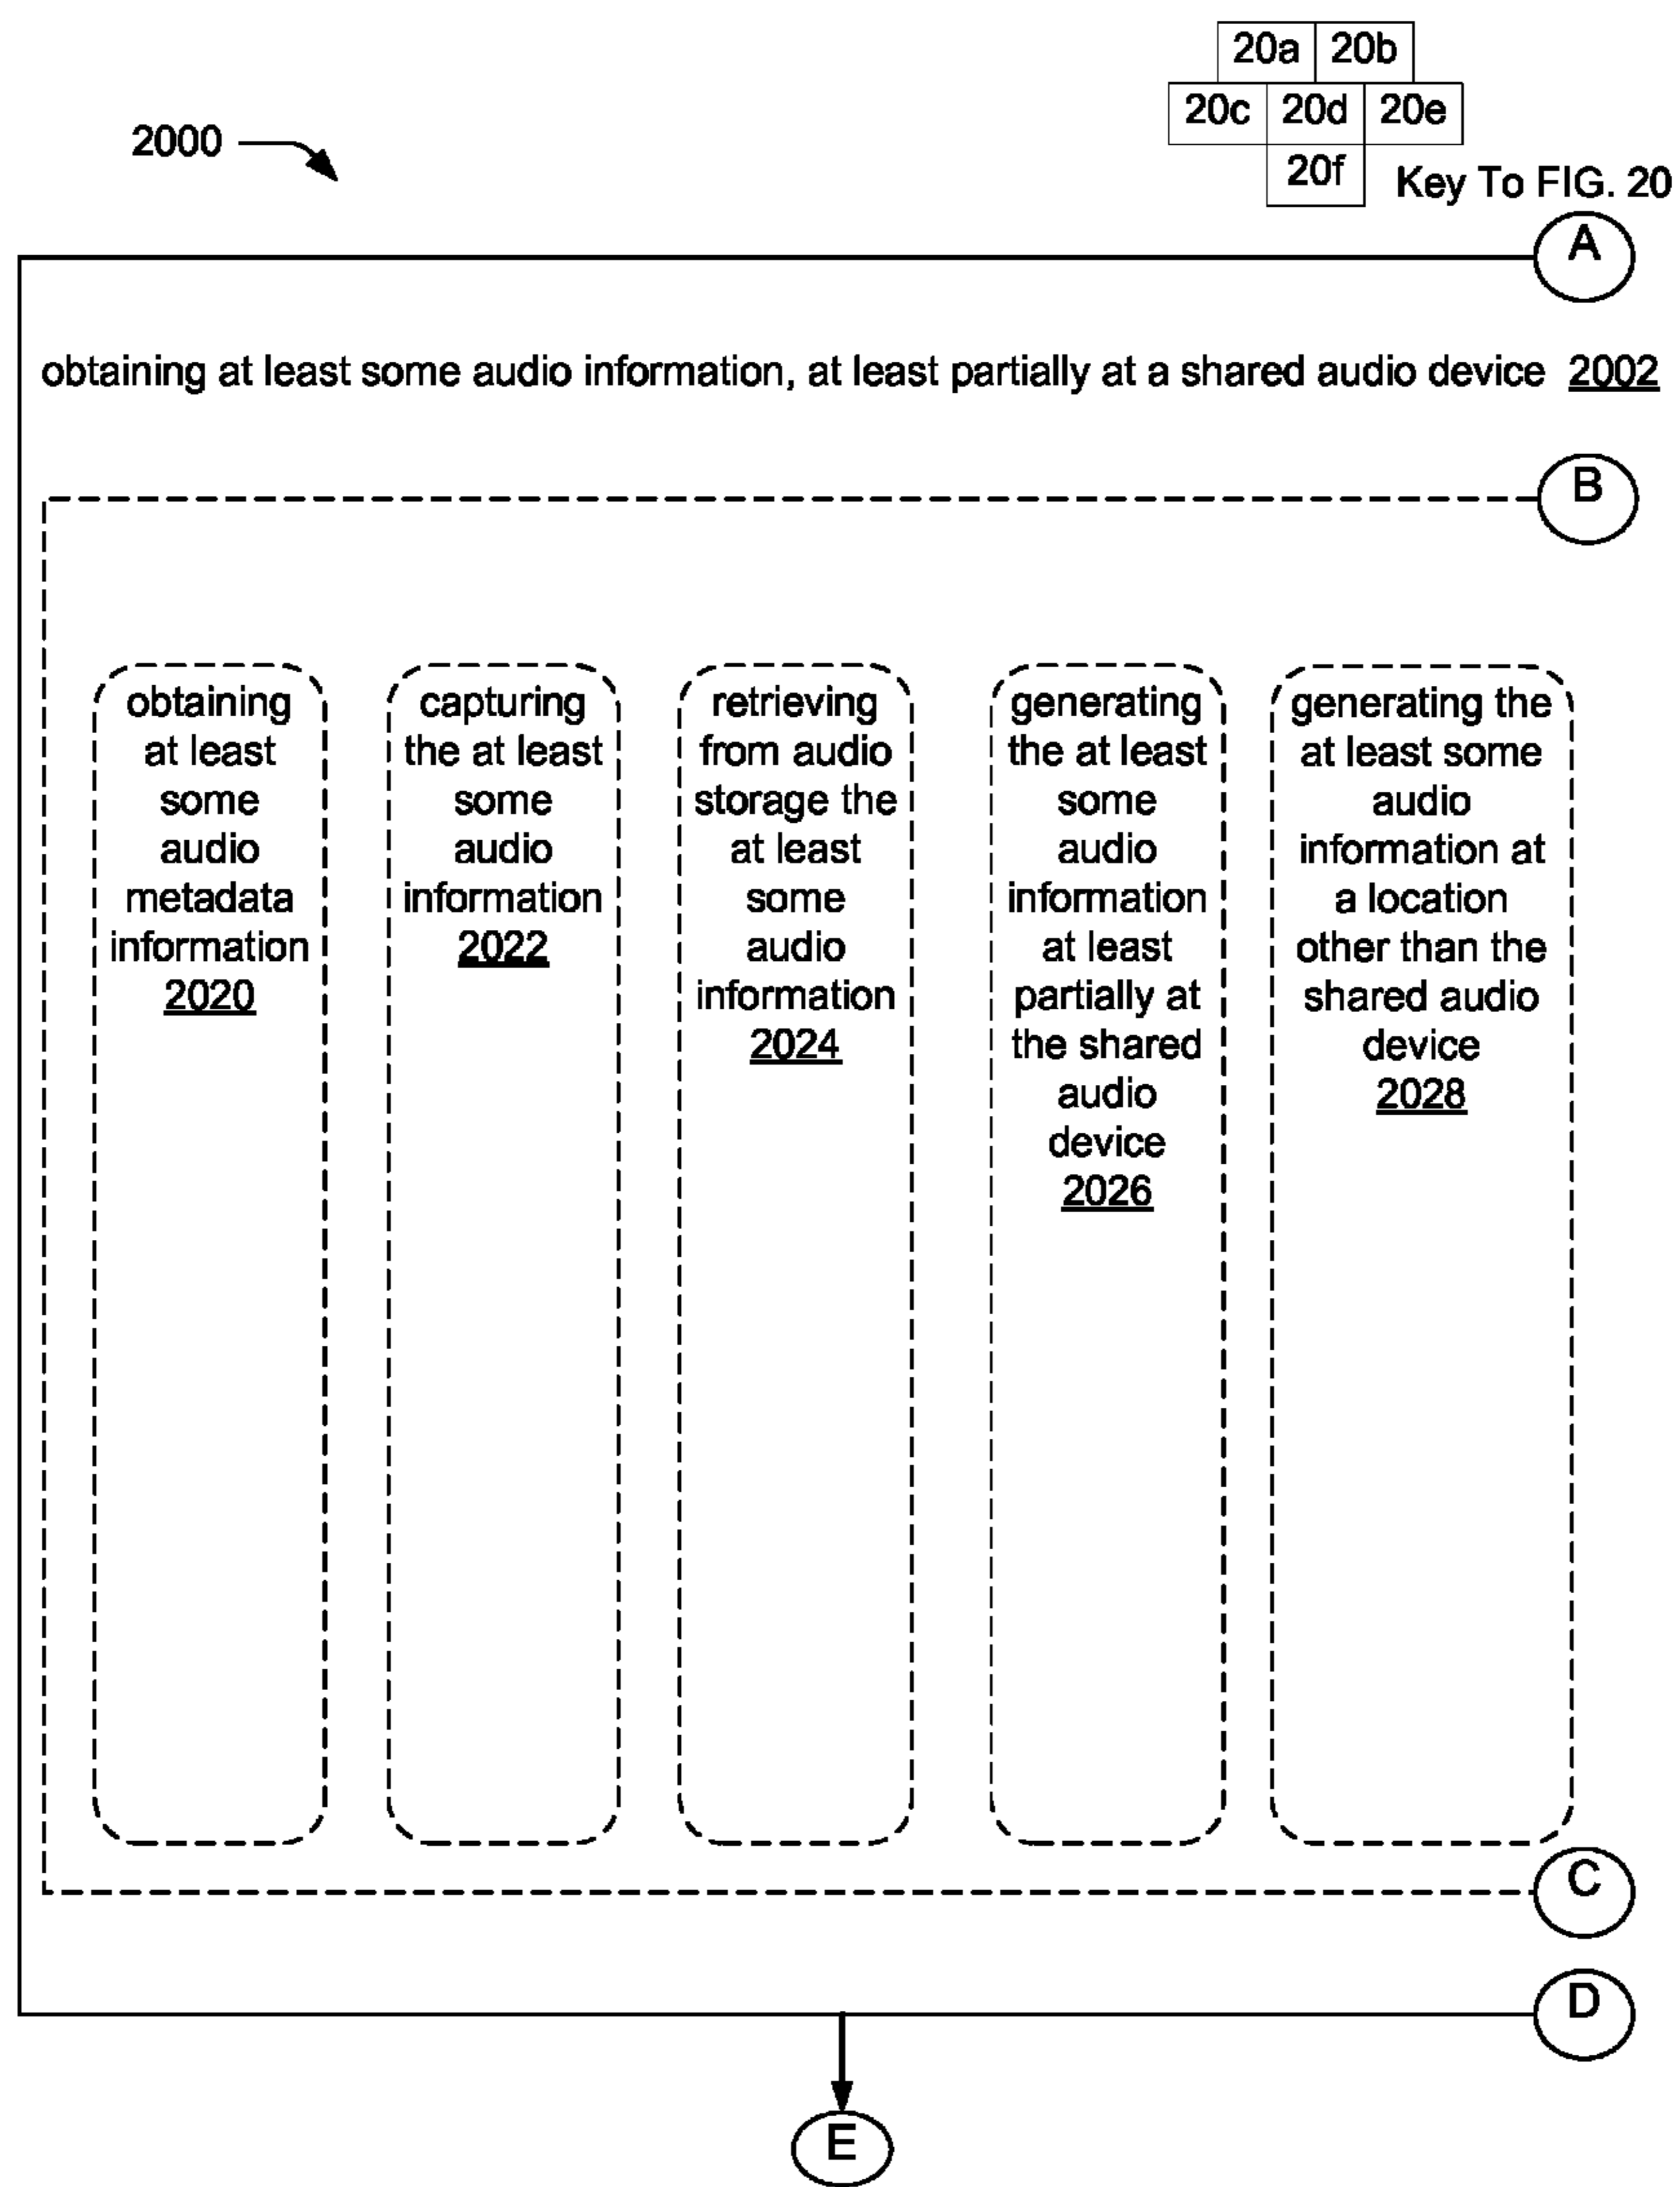 20a 20b
20c 20d 20e
20f
Key To FIG. 20
2000
A
obtaining at least some audio information, at least partially at a shared audio device 2002
B
obtaining
at least
some
audio
metadata
information
2020
capturing
the at least
some
audio
information
2022
retrieving
from audio
storage the
at least
some
audio
information
2024
generating
the at least
some
audio
information
at least
partially at
the shared
audio
device
2026
generating the
at least some
audio
information at
a location
other than the
shared audio
device
2028
C
D
E